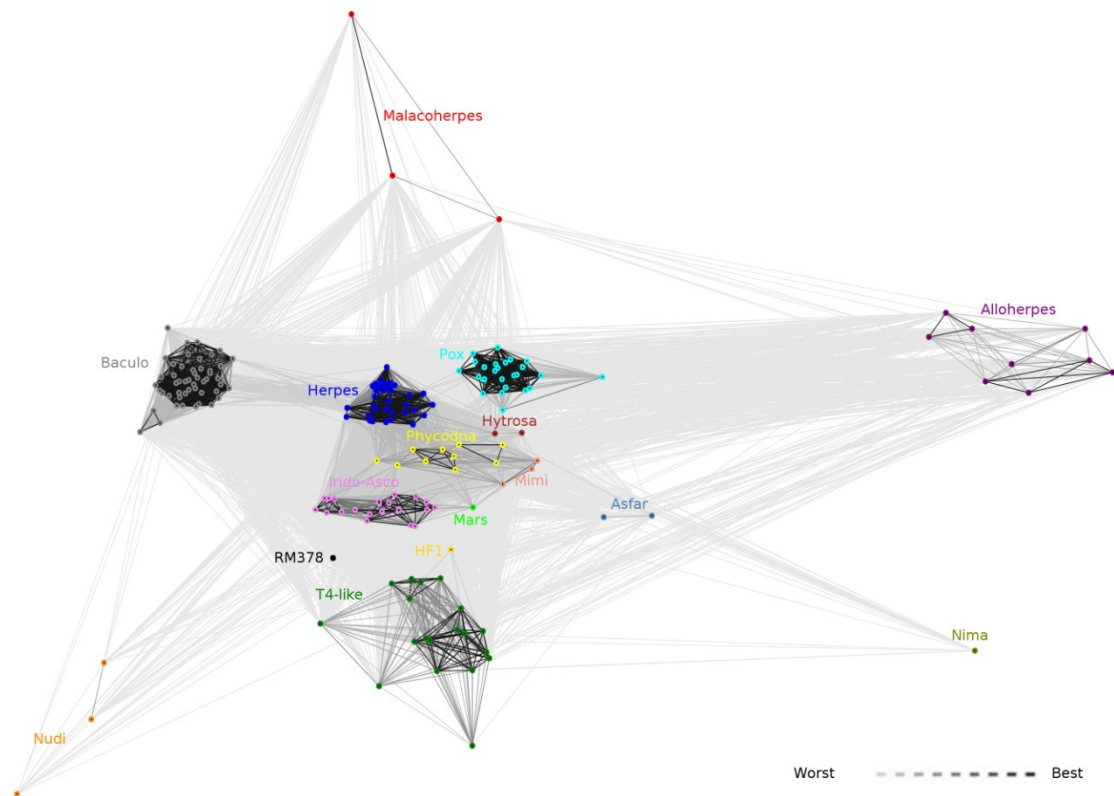 Malacoherpes
Alloherpes
Baculo
Pox
Herpes
Hytrosa
Phycodna
Irido-Asco
Mimi
Mars
Asfar
HF1
RM378
T4-like
Nima
Nudi
Worst
Best